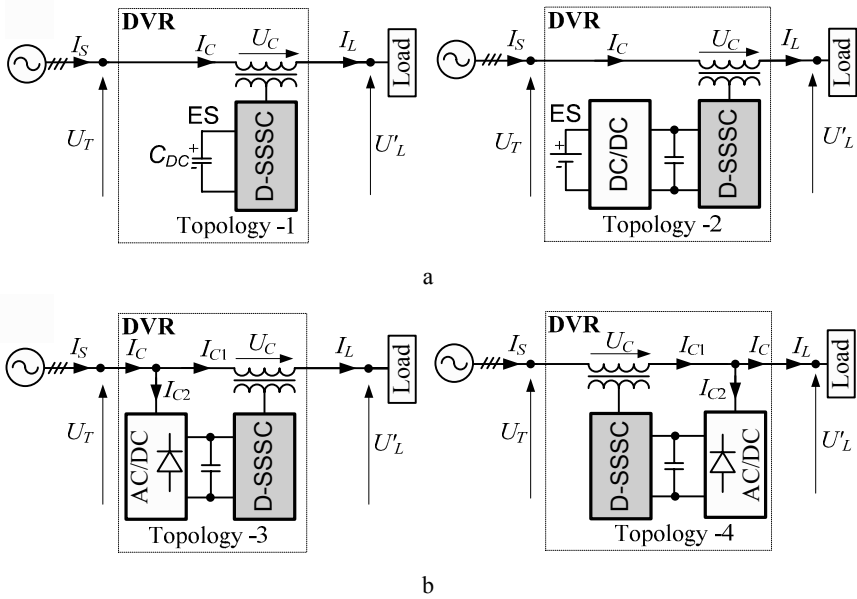 DVR
I_S I_C U_C I_L
Load
ES
U_T C_DC + - D-SSSC U'_L
Topology -1
DVR
I_S I_C U_C I_L
Load
ES
U_T + - DC/DC D-SSSC U'_L
Topology -2
a
DVR
I_S I_C I_C1 U_C I_L
Load
I_C2
U_T AC/DC D-SSSC U'_L
Topology -3
DVR
I_S U_C I_C1 I_C I_L
Load
I_C2
U_T D-SSSC AC/DC U'_L
Topology -4
b